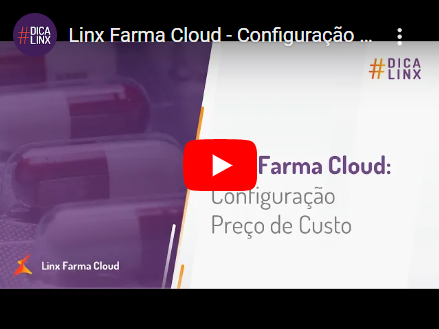 #DICA
LINX
Linx Farma Cloud - Configuração ...
#DICA
LINX
Farma Cloud:
Configuração
Preço de Custo
Linx Farma Cloud